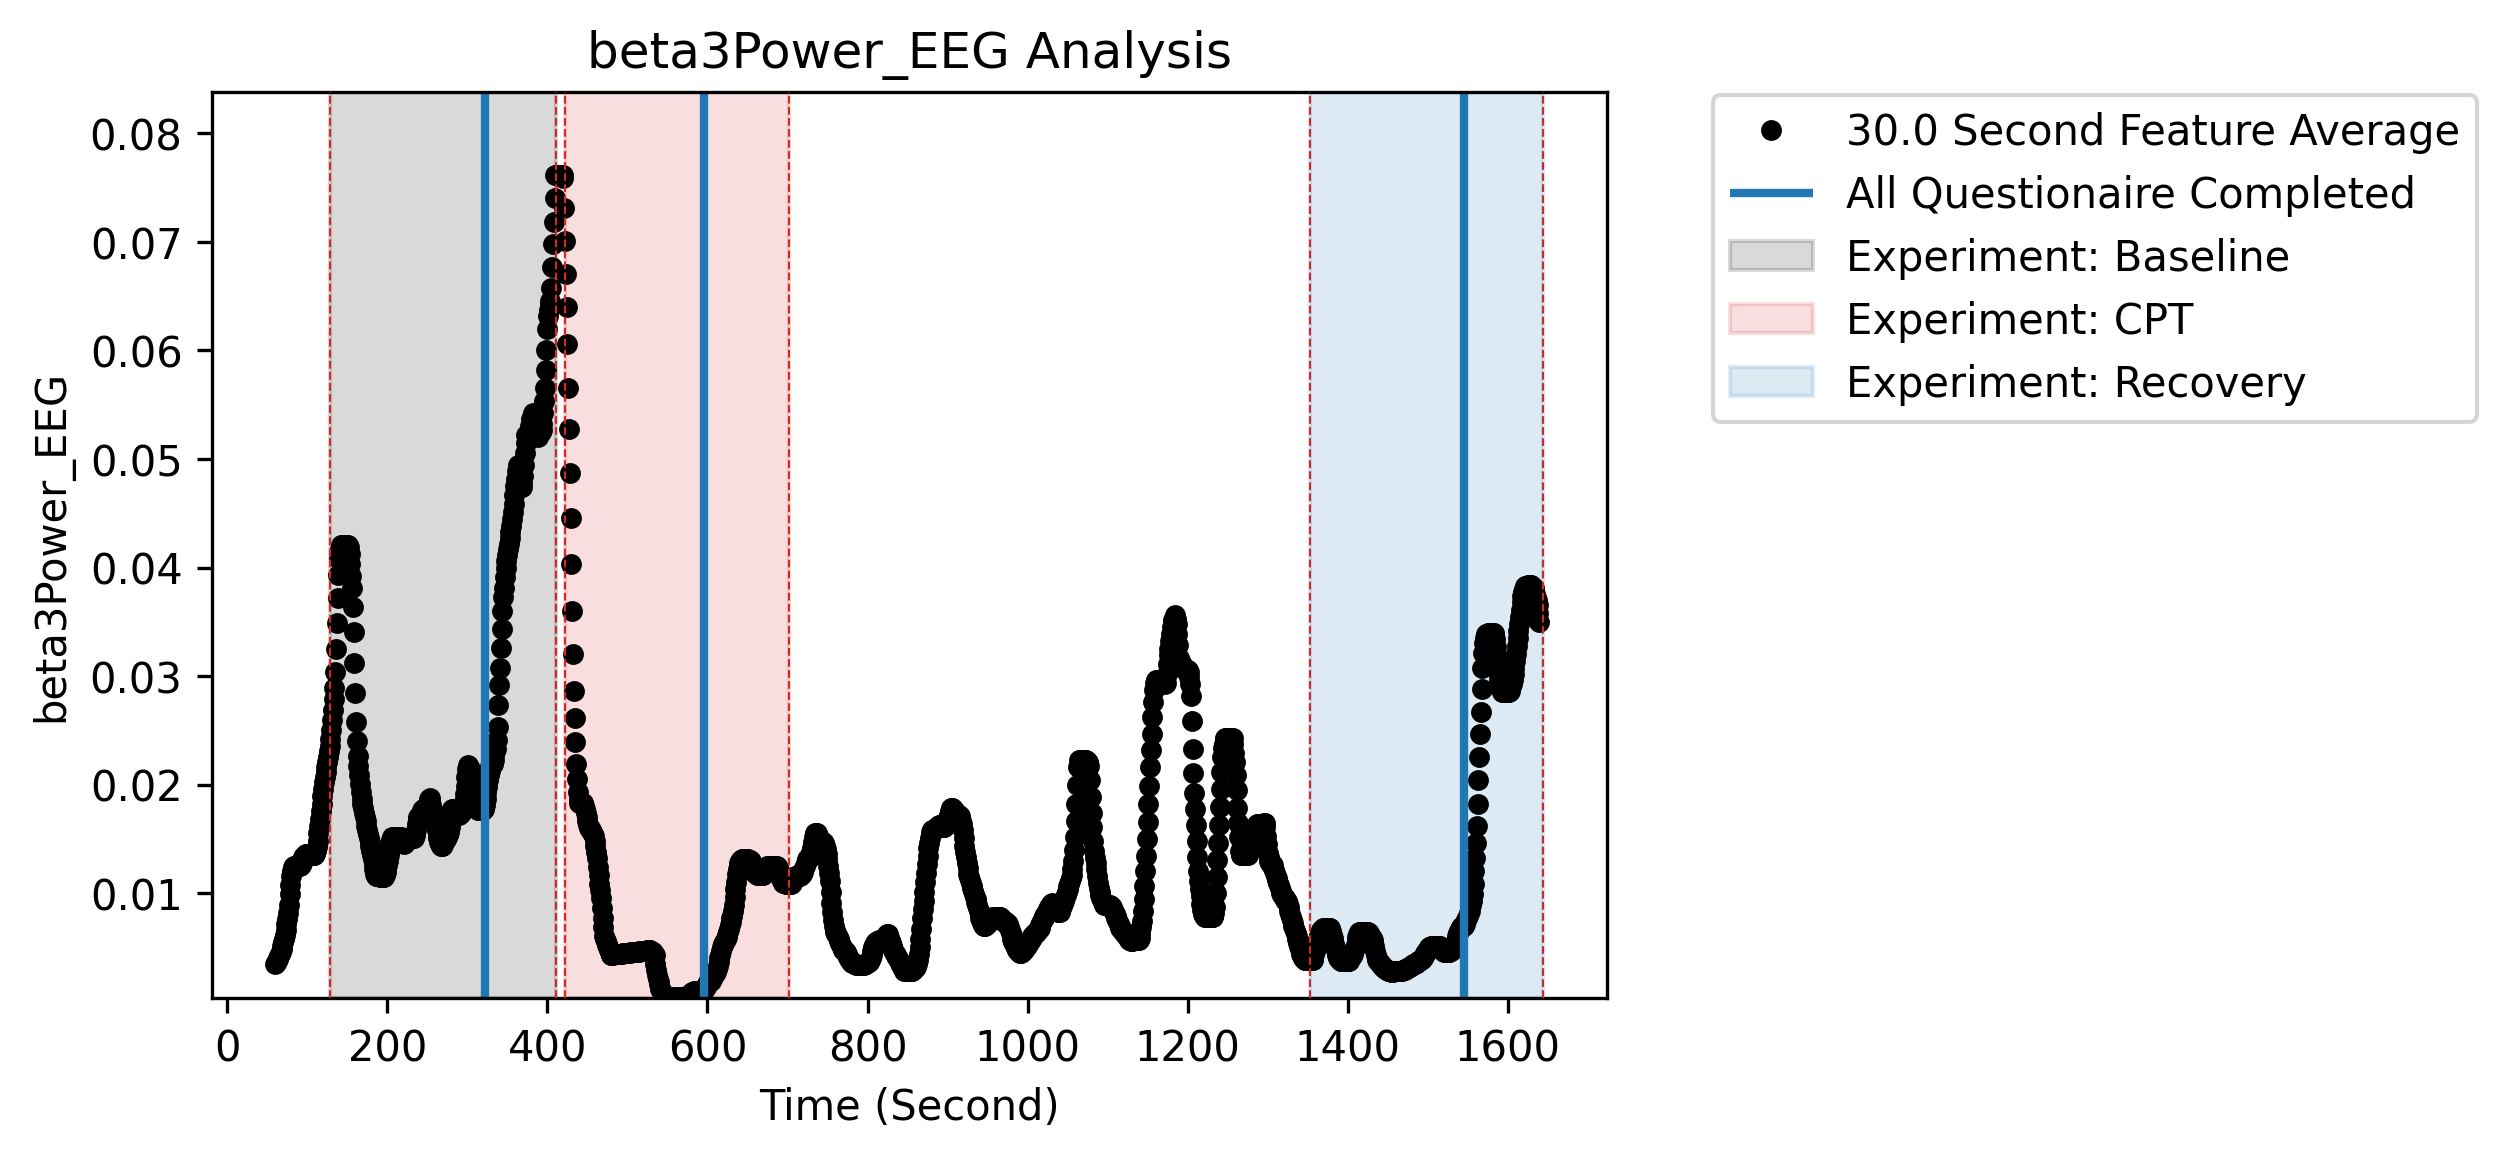 beta3Power_EEG Analysis
0.08
0.07
0.06
0.05
0.04
0.03
0.02
0.01
beta3Power_EEG
0 200 400 600 800 1000 1200 1400 1600
Time (Second)
30.0 Second Feature Average
All Questionaire Completed
Experiment: Baseline
Experiment: CPT
Experiment: Recovery